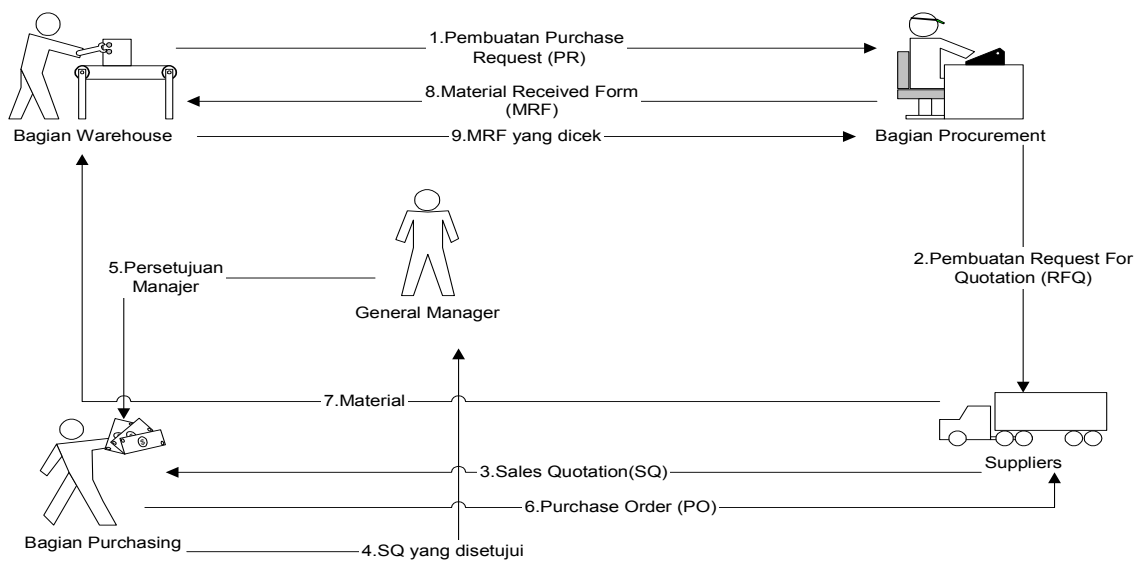 1.Pembuatan Purchase
Request (PR)
8.Material Received Form
(MRF)
Bagian Warehouse
9.MRF yang dicek
Bagian Procurement
5.Persetujuan
Manajer
2.Pembuatan Request For
Quotation (RFQ)
General Manager
7.Material
Suppliers
3.Sales Quotation(SQ)
6.Purchase Order (PO)
Bagian Purchasing
4.SQ yang disetujui